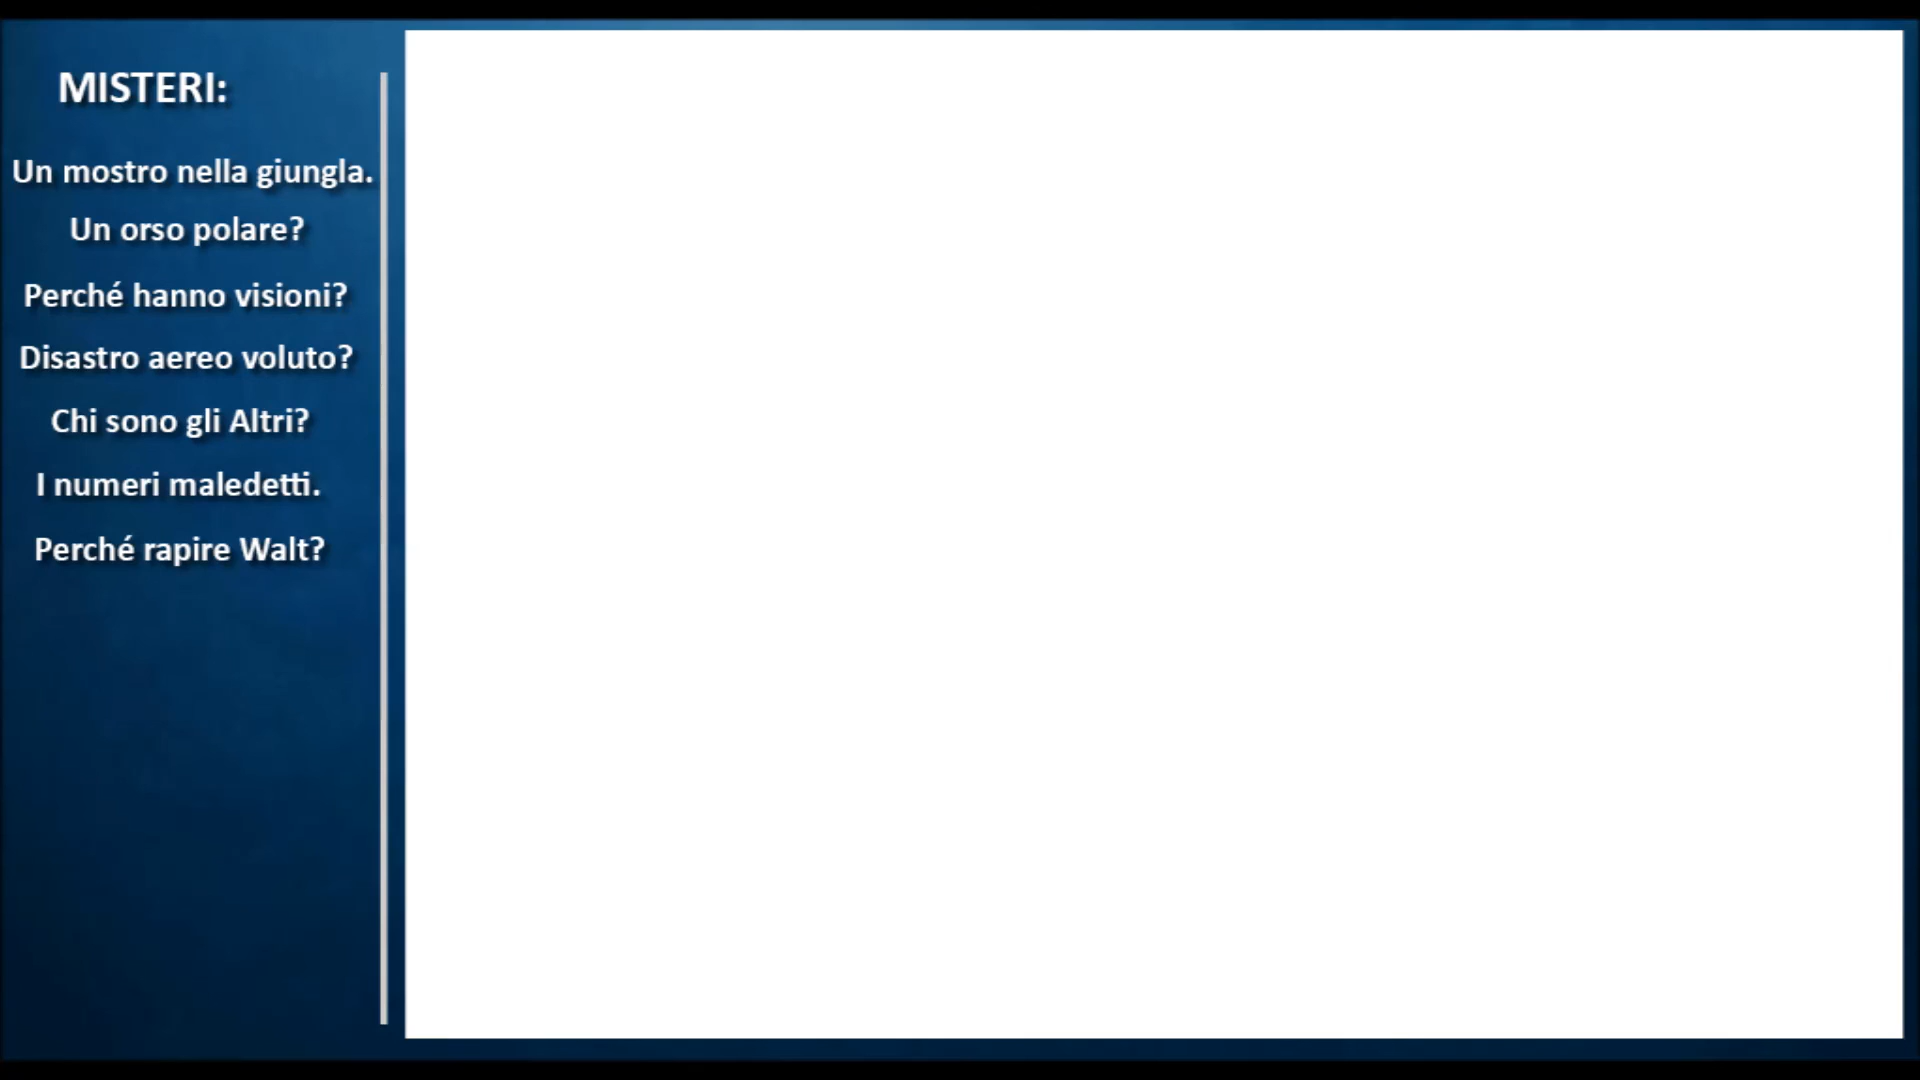 MISTERI:
Un mostro nella giungla.
Un orso polare?
Perché hanno visioni?
Disastro aereo voluto?
Chi sono gli Altri?
I numeri maledetti.
Perché rapire Walt?